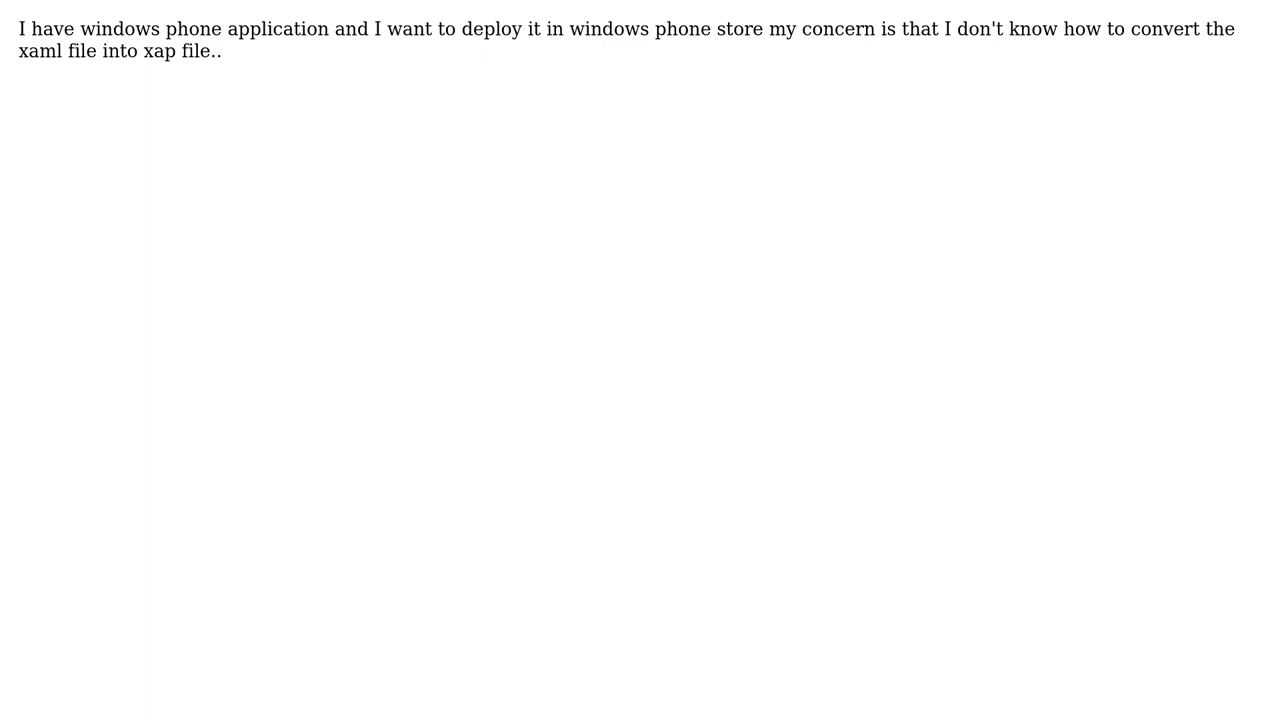 I have windows phone application and I want to deploy it in windows phone store my concern is that I don't know how to convert the
xaml file into xap file..